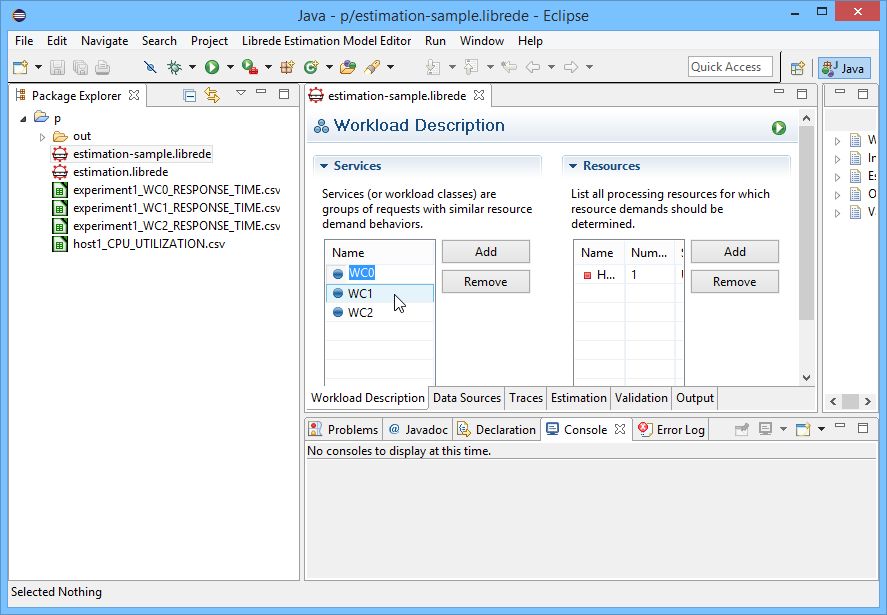 Java - p/estimation-sample.librede - Eclipse
File Edit Navigate Search Project Librede Estimation Model Editor Run Window Help
Quick Access
Java
Package Explorer
p
out
estimation-sample.librede
estimation.librede
experiment1_WC0_RESPONSE_TIME.csv
experiment1_WC1_RESPONSE_TIME.csv
experiment1_WC2_RESPONSE_TIME.csv
host1_CPU_UTILIZATION.csv
estimation-sample.librede
Workload Description
Services
Services (or workload classes) are
groups of requests with similar resource
demand behaviors.
Name
WC0
WC1
WC2
Add
Remove
Resources
List all processing resources for which
resource demands should be
determined.
Name Num...
H... 1
Add
Remove
Workload Description Data Sources Traces Estimation Validation Output
In
Es
Problems Javadoc Declaration Console Error Log
No consoles to display at this time.
Selected Nothing